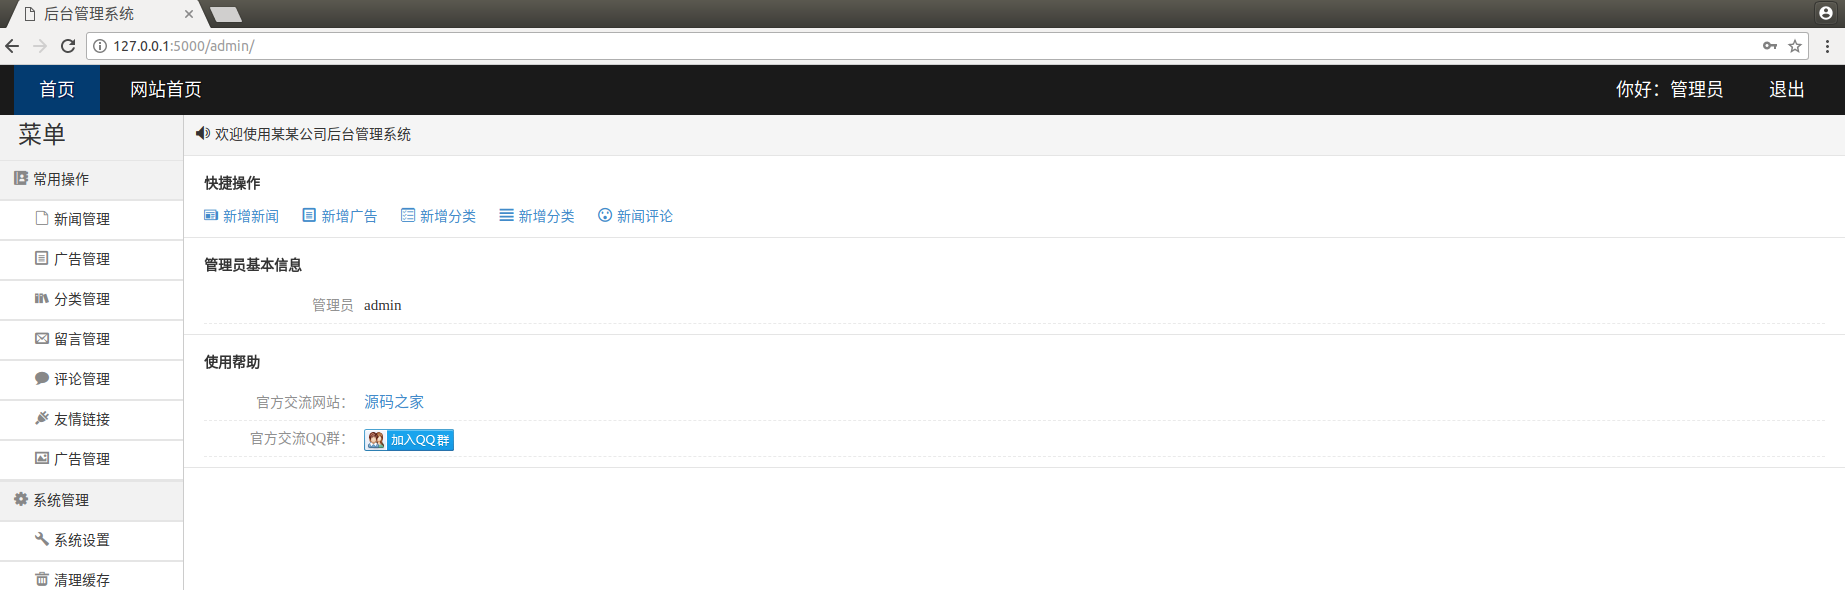 后台管理系统
127.0.0.1:5000/admin/
首页 网站首页 你好：管理员 退出
菜单
欢迎使用某某公司后台管理系统
常用操作
新闻管理
广告管理
分类管理
留言管理
评论管理
友情链接
广告管理
系统管理
系统设置
清理缓存
快捷操作
新增新闻 新增广告 新增分类 新增分类 新闻评论
管理员基本信息
管理员 admin
使用帮助
官方交流网站： 源码之家
官方交流QQ群： 加入QQ群